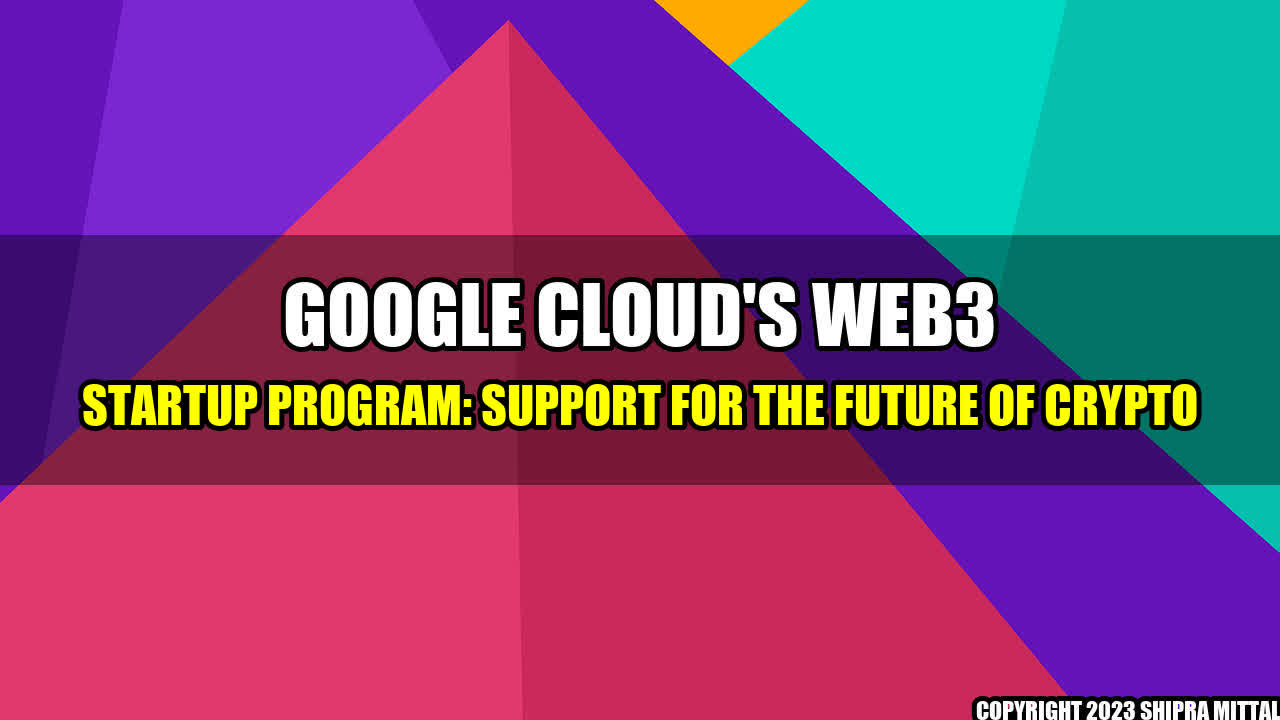 GOOGLE CLOUD'S WEB3
STARTUP PROGRAM: SUPPORT FOR THE FUTURE OF CRYPTO
COPYRIGHT 2023 SHIPRA MITTAL